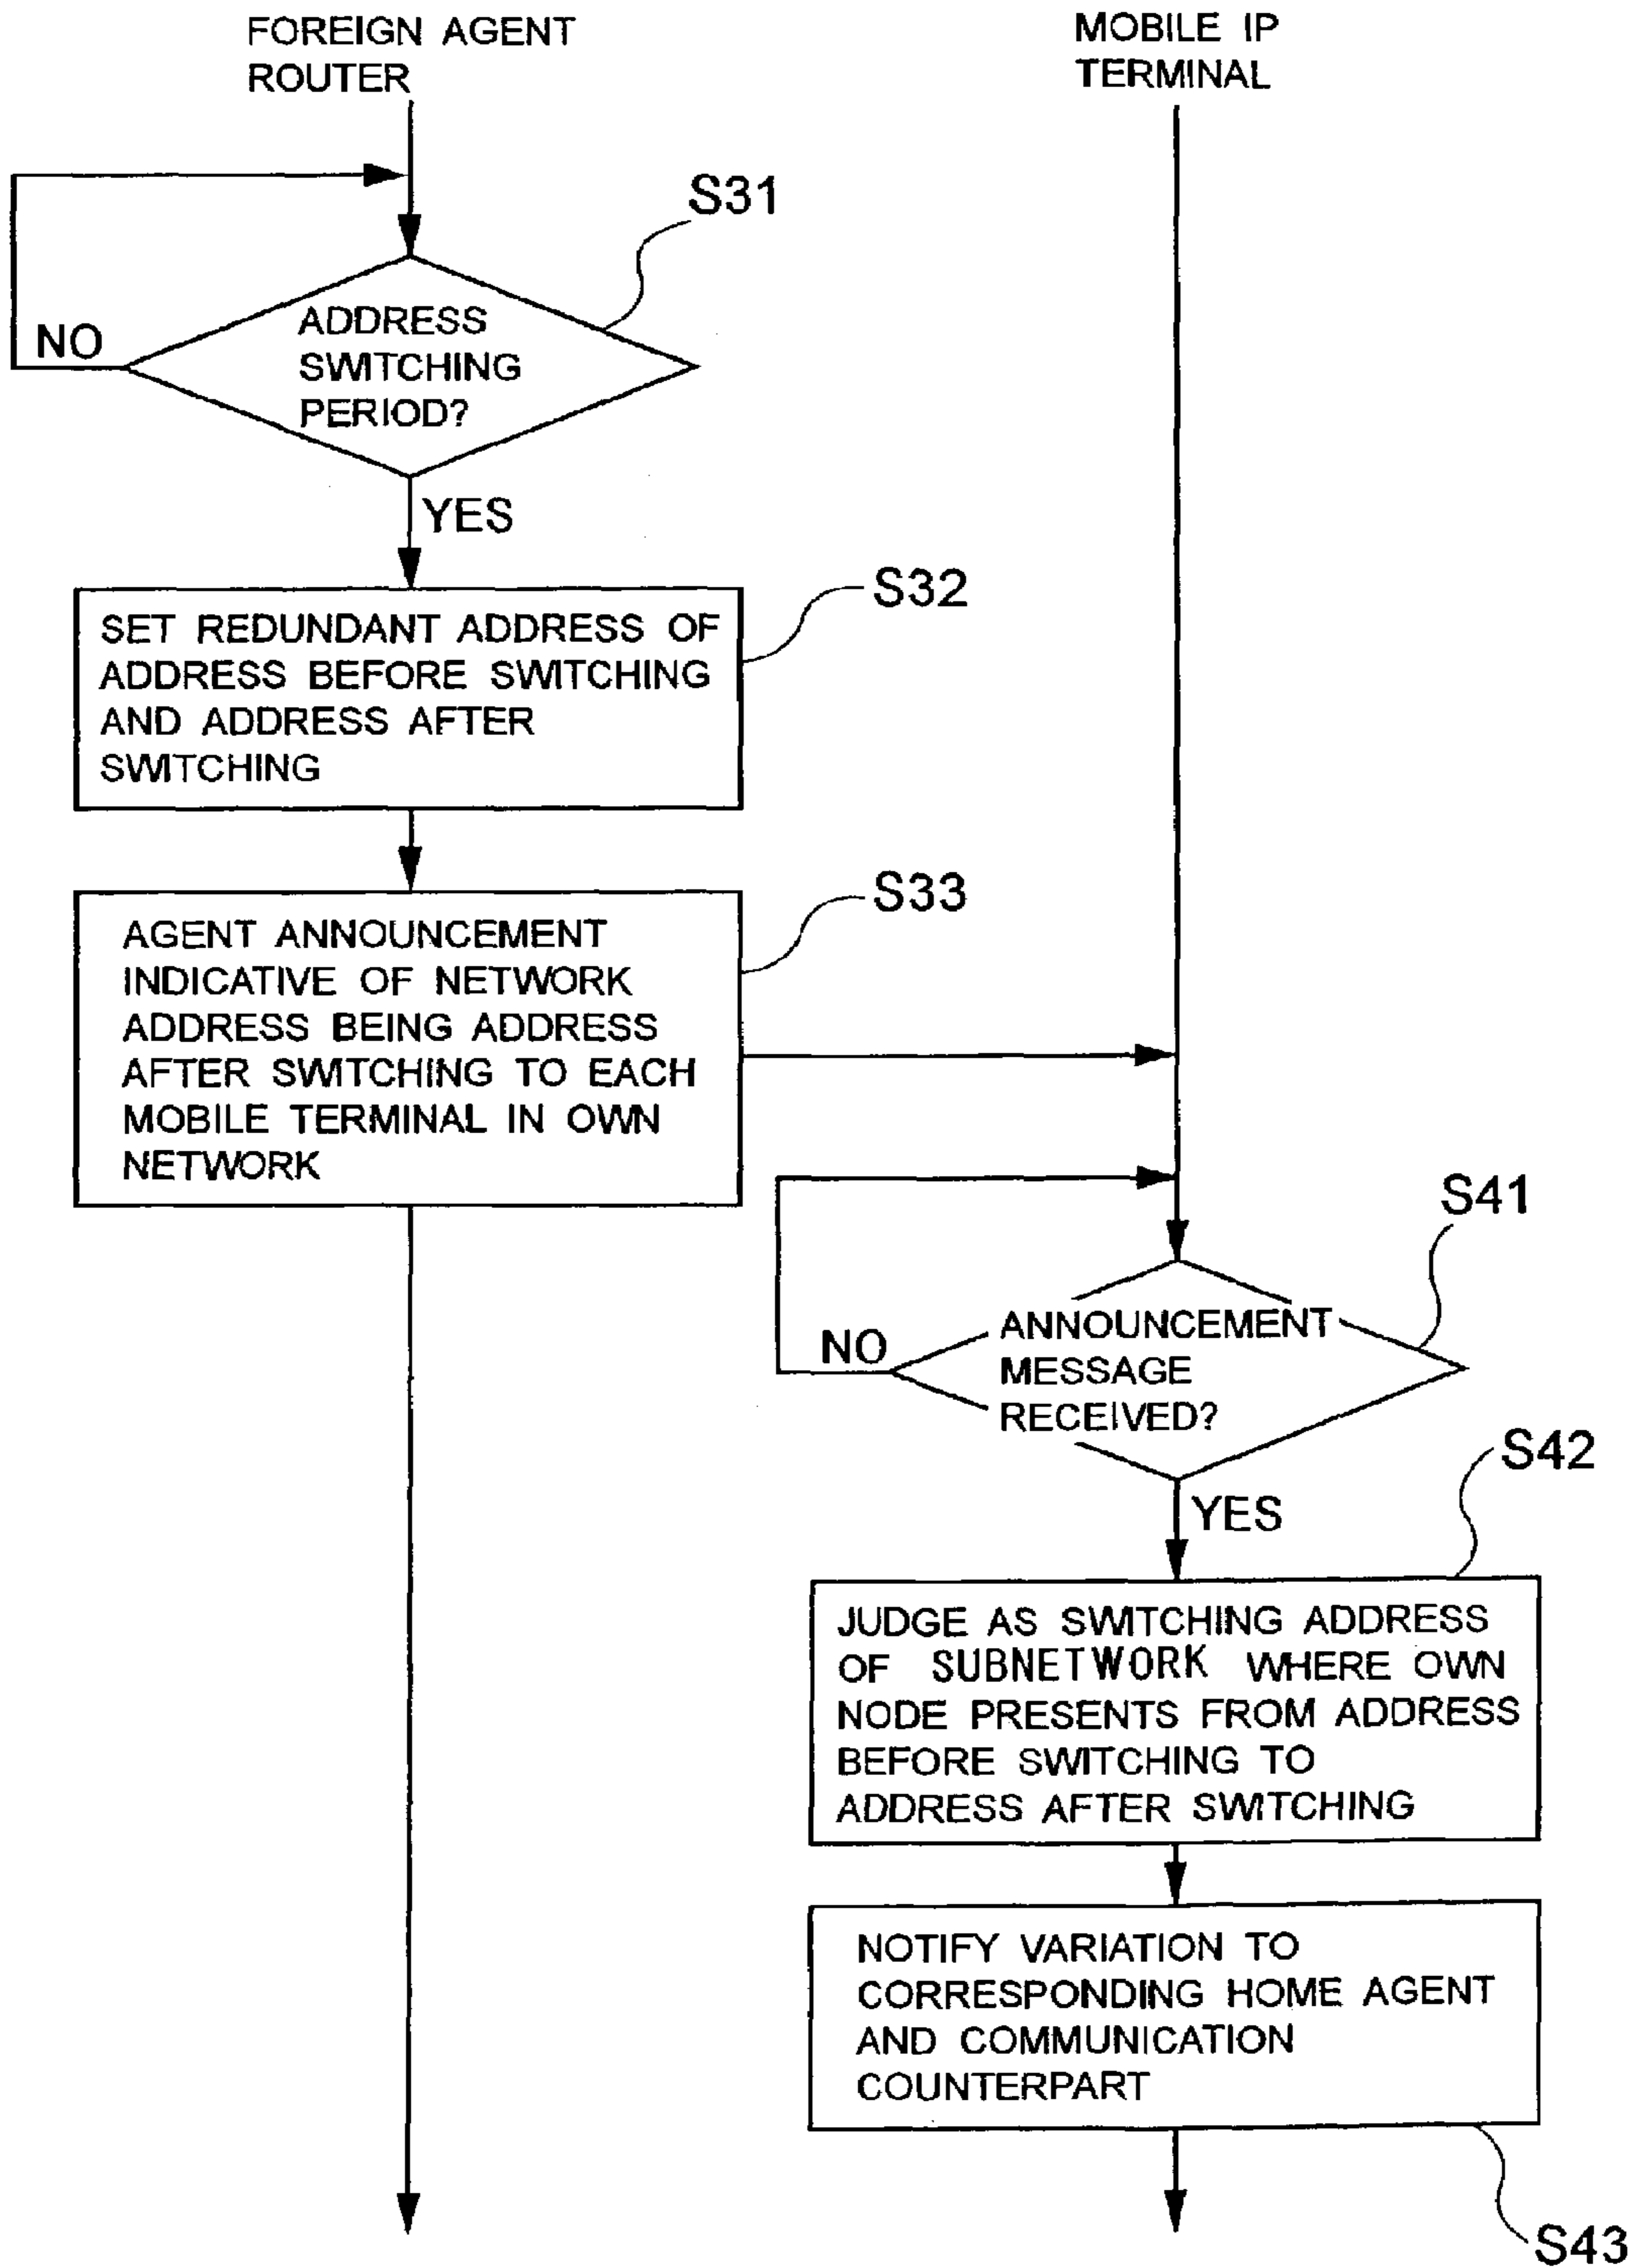 FOREIGN AGENT
ROUTER
MOBILE IP
TERMINAL
S31
ADDRESS
SWITCHING
PERIOD?
NO
YES
S32
SET REDUNDANT ADDRESS OF
ADDRESS BEFORE SWITCHING
AND ADDRESS AFTER
SWITCHING
S33
AGENT ANNOUNCEMENT
INDICATIVE OF NETWORK
ADDRESS BEING ADDRESS
AFTER SWITCHING TO EACH
MOBILE TERMINAL IN OWN
NETWORK
S41
ANNOUNCEMENT
MESSAGE
RECEIVED?
NO
YES
S42
JUDGE AS SWITCHING ADDRESS
OF SUBNETWORK WHERE OWN
NODE PRESENTS FROM ADDRESS
BEFORE SWITCHING TO
ADDRESS AFTER SWITCHING
NOTIFY VARIATION TO
CORRESPONDING HOME AGENT
AND COMMUNICATION
COUNTERPART
S43